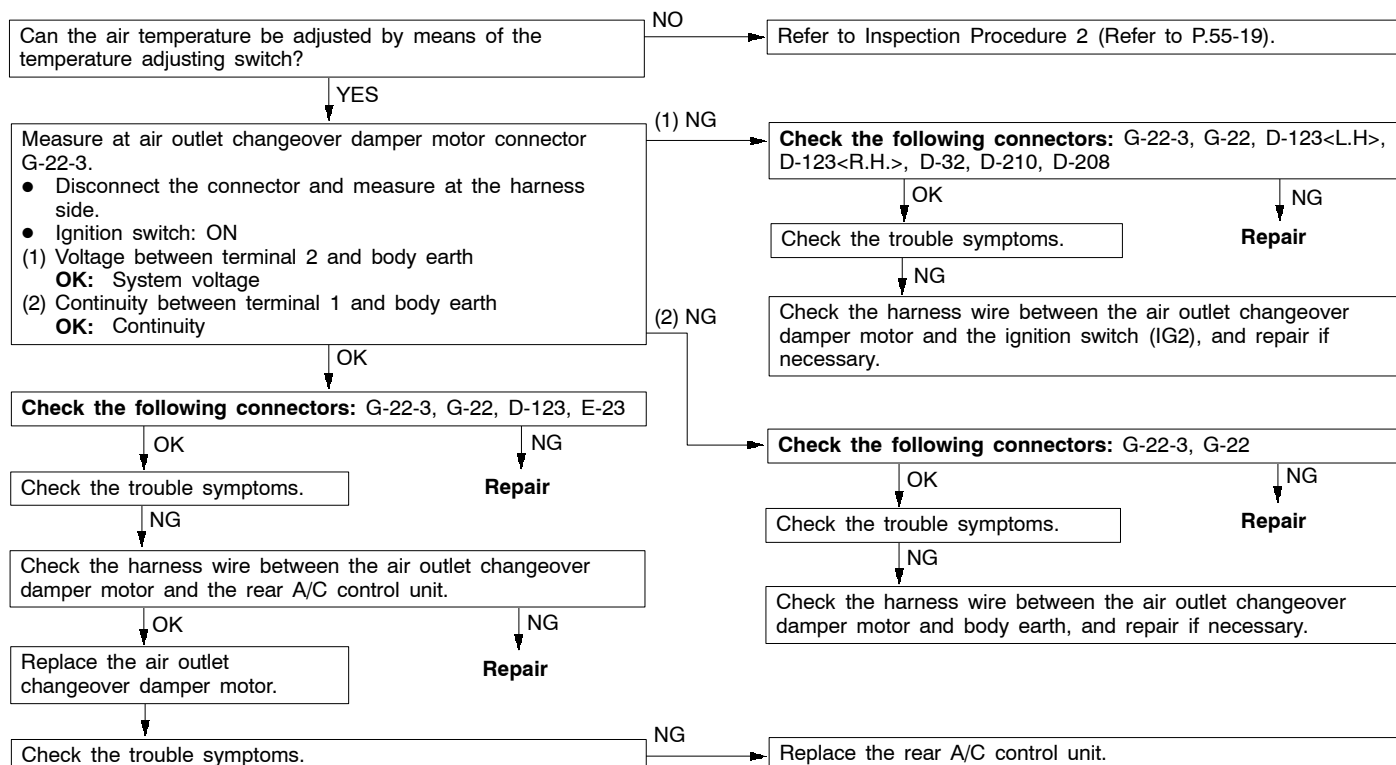 Can the air temperature be adjusted by means of the
temperature adjusting switch?
NO
Refer to Inspection Procedure 2 (Refer to P.55-19).
YES
Measure at air outlet changeover damper motor connector
G-22-3.
● Disconnect the connector and measure at the harness
side.
● Ignition switch: ON
(1) Voltage between terminal 2 and body earth
OK: System voltage
(2) Continuity between terminal 1 and body earth
OK: Continuity
(1) NG
Check the following connectors: G-22-3, G-22, D-123<L.H>,
D-123<R.H.>, D-32, D-210, D-208
OK
NG
Check the trouble symptoms.
Repair
NG
Check the harness wire between the air outlet changeover
damper motor and the ignition switch (IG2), and repair if
necessary.
(2) NG
Check the following connectors: G-22-3, G-22
OK
NG
Check the trouble symptoms.
Repair
NG
Check the harness wire between the air outlet changeover
damper motor and body earth, and repair if necessary.
OK
Check the following connectors: G-22-3, G-22, D-123, E-23
OK
NG
Check the trouble symptoms.
Repair
NG
Check the harness wire between the air outlet changeover
damper motor and the rear A/C control unit.
OK
NG
Replace the air outlet
changeover damper motor.
Repair
Check the trouble symptoms.
NG
Replace the rear A/C control unit.